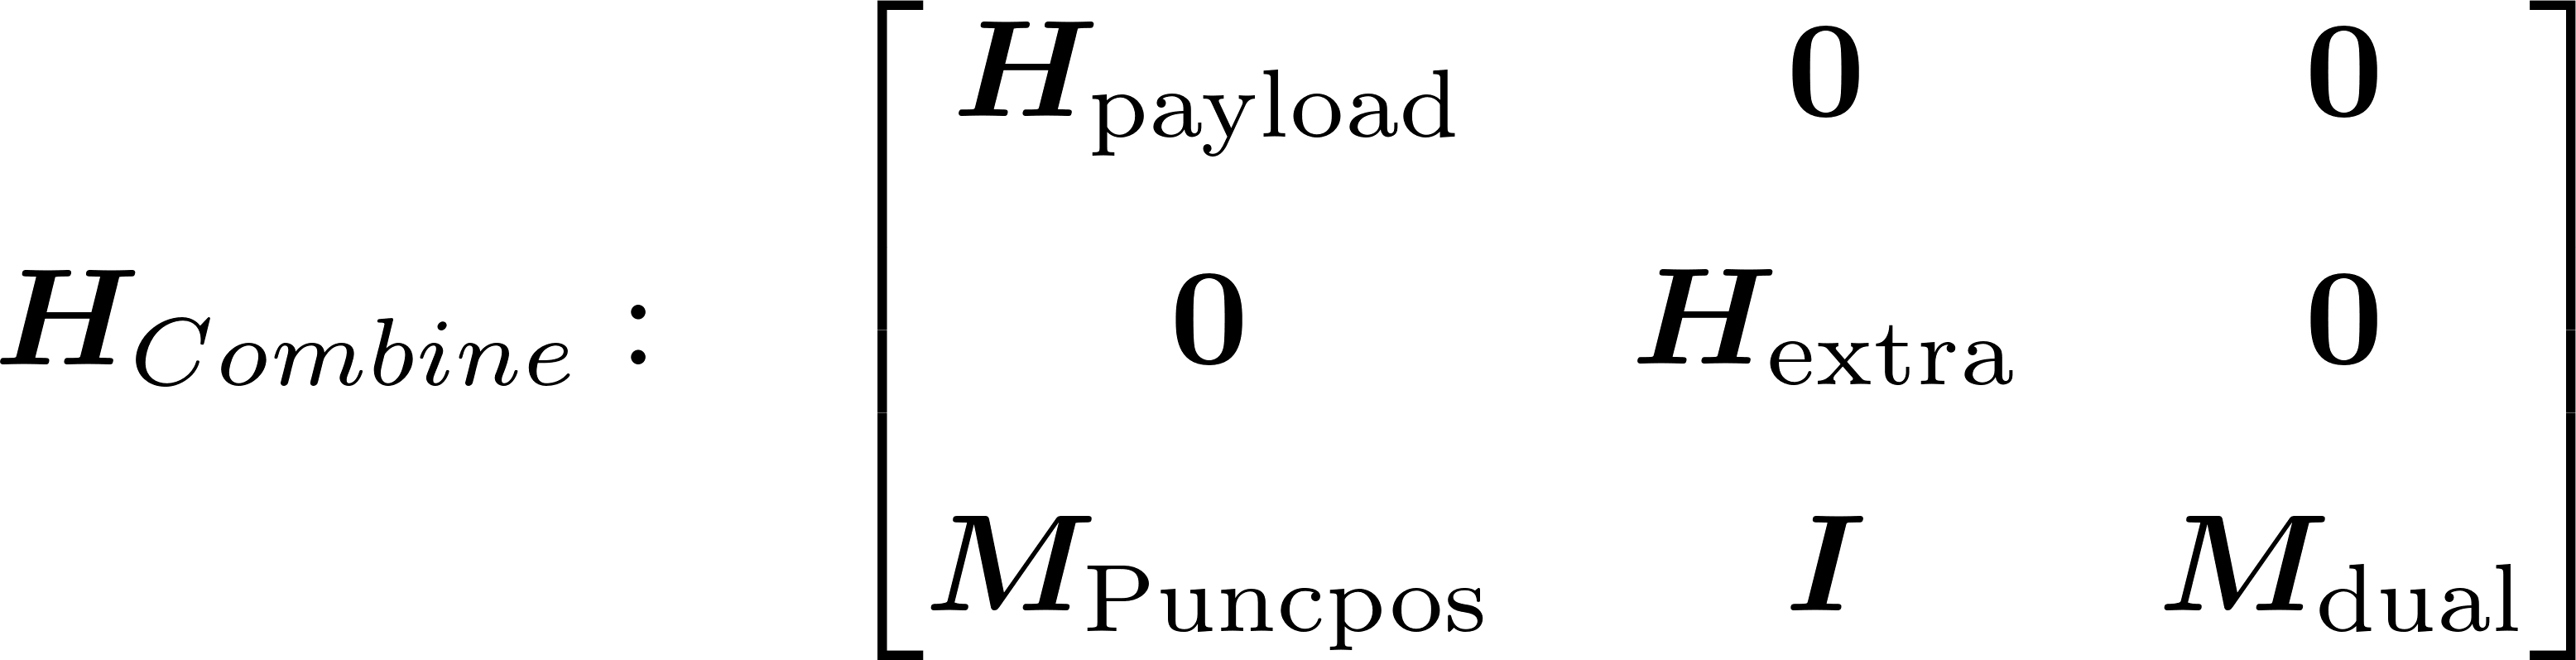 H_payload 0 0
H_Combine : 0 H_extra 0
M_Puncpos I M_dual